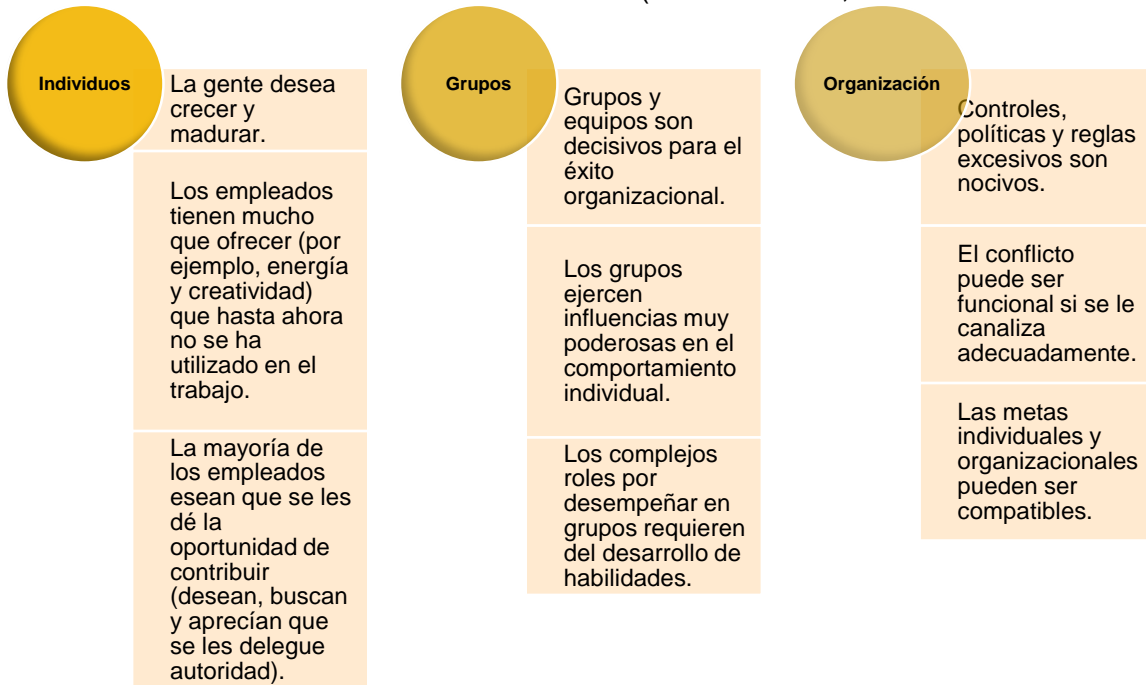 Individuos
La gente desea
crecer y
madurar.
Los empleados
tienen mucho
que ofrecer (por
ejemplo, energía
y creatividad)
que hasta ahora
no se ha
utilizado en el
trabajo.
La mayoría de
los empleados
esean que se les
dé la
oportunidad de
contribuir
(desean, buscan
y aprecían que
se les delegue
autoridad).
Grupos
Grupos y
equipos son
decisivos para el
éxito
organizacional.
Los grupos
ejercen
influencias muy
poderosas en el
comportamiento
individual.
Los complejos
roles por
desempeñar en
grupos requieren
del desarrollo de
habilidades.
Organización
Controles,
políticas y reglas
excesivos son
nocivos.
El conflicto
puede ser
funcional si se le
canaliza
adecuadamente.
Las metas
individuales y
organizacionales
pueden ser
compatibles.